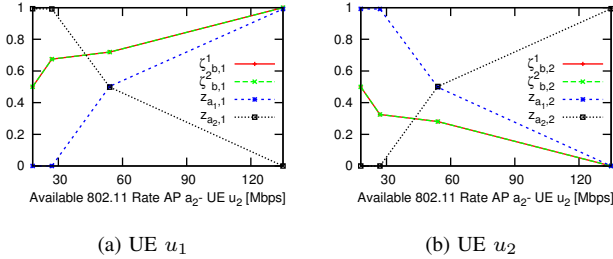 1
0.8
0.6
0.4
0.2
0
30 60 90 120
ζ¹b,1
ζ²b,1
za₁,1
za₂,1
Available 802.11 Rate AP a₂- UE u₂ [Mbps]
(a) UE u₁
1
0.8
0.6
0.4
0.2
0
30 60 90 120
ζ¹b,2
ζ²b,2
za₁,2
za₂,2
Available 802.11 Rate AP a₂- UE u₂ [Mbps]
(b) UE u₂